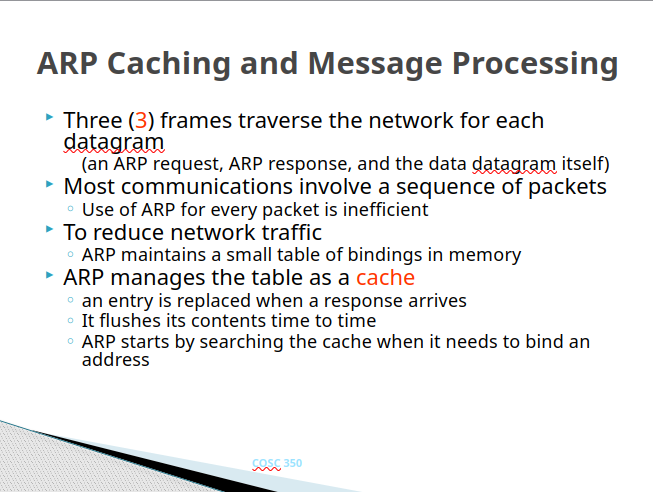 ARP Caching and Message Processing
Three (3) frames traverse the network for each
datagram
(an ARP request, ARP response, and the data datagram itself)
Most communications involve a sequence of packets
Use of ARP for every packet is inefficient
To reduce network traffic
ARP maintains a small table of bindings in memory
ARP manages the table as a cache
an entry is replaced when a response arrives
It flushes its contents time to time
ARP starts by searching the cache when it needs to bind an
address
COSC 350